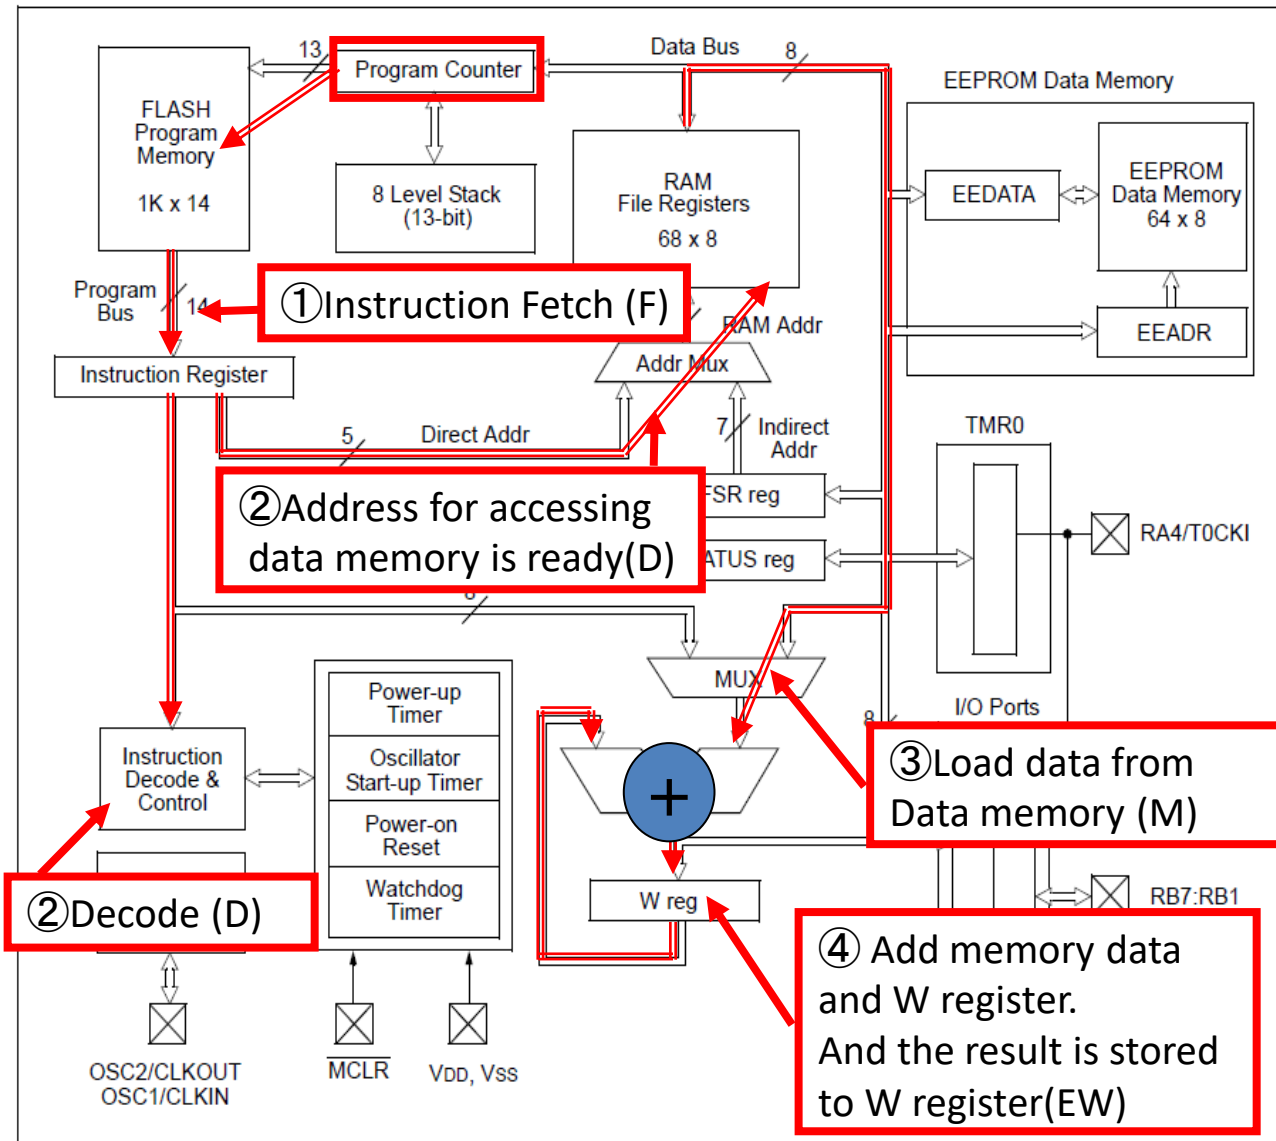 13
Program Counter
Data Bus
8
EEPROM Data Memory
FLASH
Program
Memory
1K x 14
8 Level Stack
(13-bit)
RAM
File Registers
68 x 8
EEDATA
EEPROM
Data Memory
64 x 8
EEADR
Program
Bus
14
①Instruction Fetch (F)
RAM Addr
Addr Mux
Instruction Register
5
Direct Addr
7
Indirect
Addr
TMR0
②Address for accessing
data memory is ready(D)
FSR reg
ATUS reg
RA4/T0CKI
8
MUX
Power-up
Timer
Oscillator
Start-up Timer
Power-on
Reset
Watchdog
Timer
Instruction
Decode &
Control
I/O Ports
8
+
③Load data from
Data memory (M)
②Decode (D)
W reg
RB7:RB1
④ Add memory data
and W register.
And the result is stored
to W register(EW)
OSC2/CLKOUT
OSC1/CLKIN
MCLR
VDD, VSS